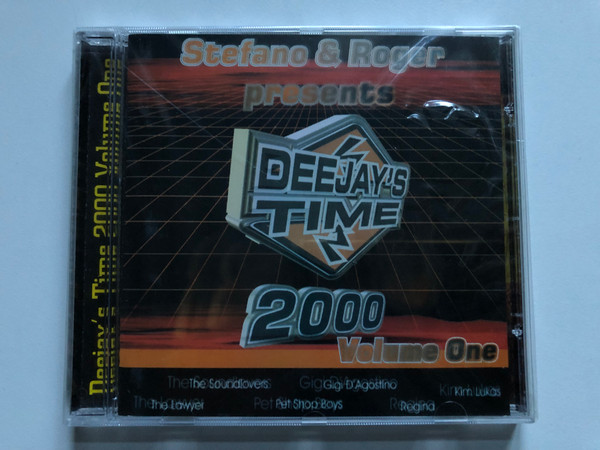 Stefano & Roger
presents
DEEJAY'S
TIME
2000
Volume One
The Soundlovers Gigi D'Agostino Kim Lukas
The Lawyer Pet Shop Boys Regina
Deejay's Time 2000 Volume One